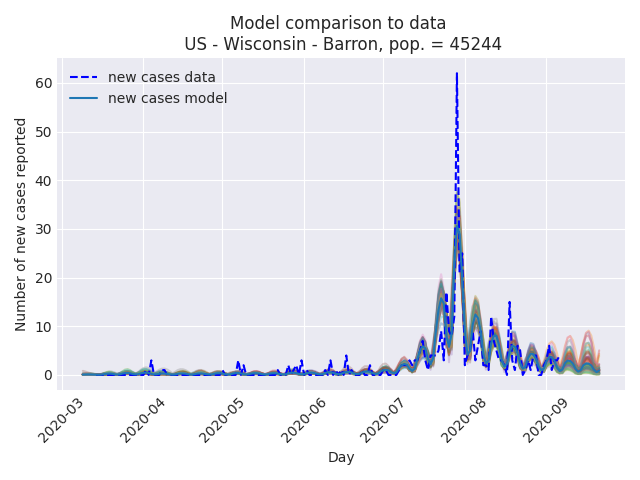 Model comparison to data
US - Wisconsin - Barron, pop. = 45244
new cases data
new cases model
Number of new cases reported
60
50
40
30
20
10
0
2020-03
2020-04
2020-05
2020-06
2020-07
2020-08
2020-09
Day